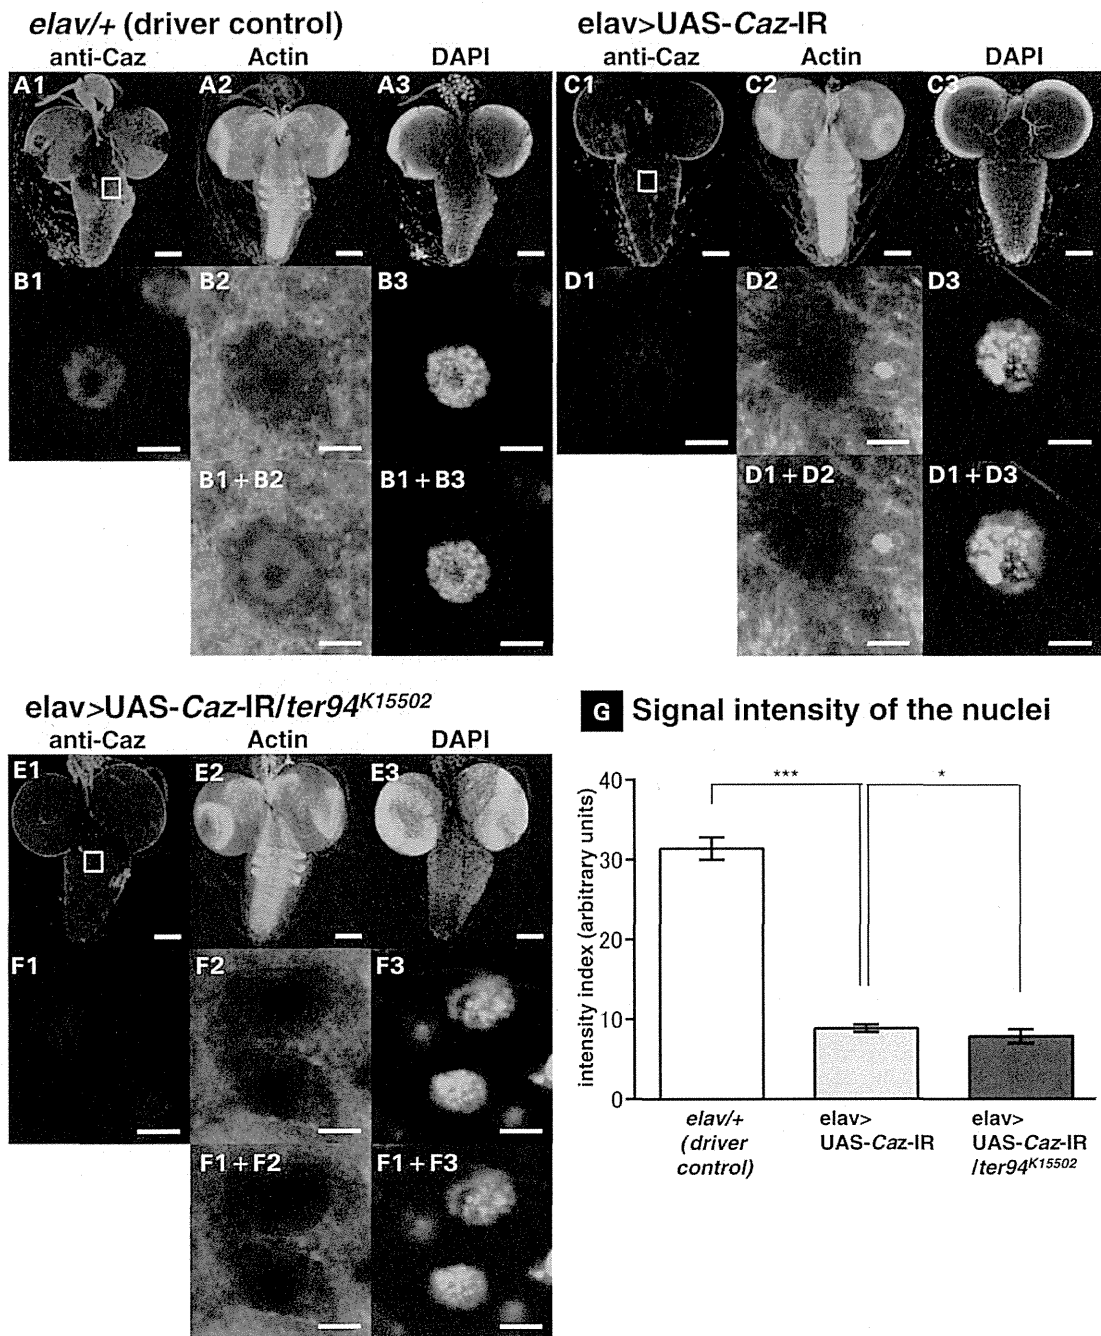 elav/+ (driver control)
anti-Caz Actin DAPI
A1 A2 A3
B1 B2 B3
B1+B2 B1+B3
elav>UAS-Caz-IR
anti-Caz Actin DAPI
C1 C2 C3
D1 D2 D3
D1+D2 D1+D3
elav>UAS-Caz-IR/ter94K15502
anti-Caz Actin DAPI
E1 E2 E3
F1 F2 F3
F1+F2 F1+F3
G Signal intensity of the nuclei
intensity index (arbitrary units)
40
30
20
10
0
*** *
elav/+
(driver
control)
elav>
UAS-Caz-IR
elav>
UAS-Caz-IR
/ter94K15502